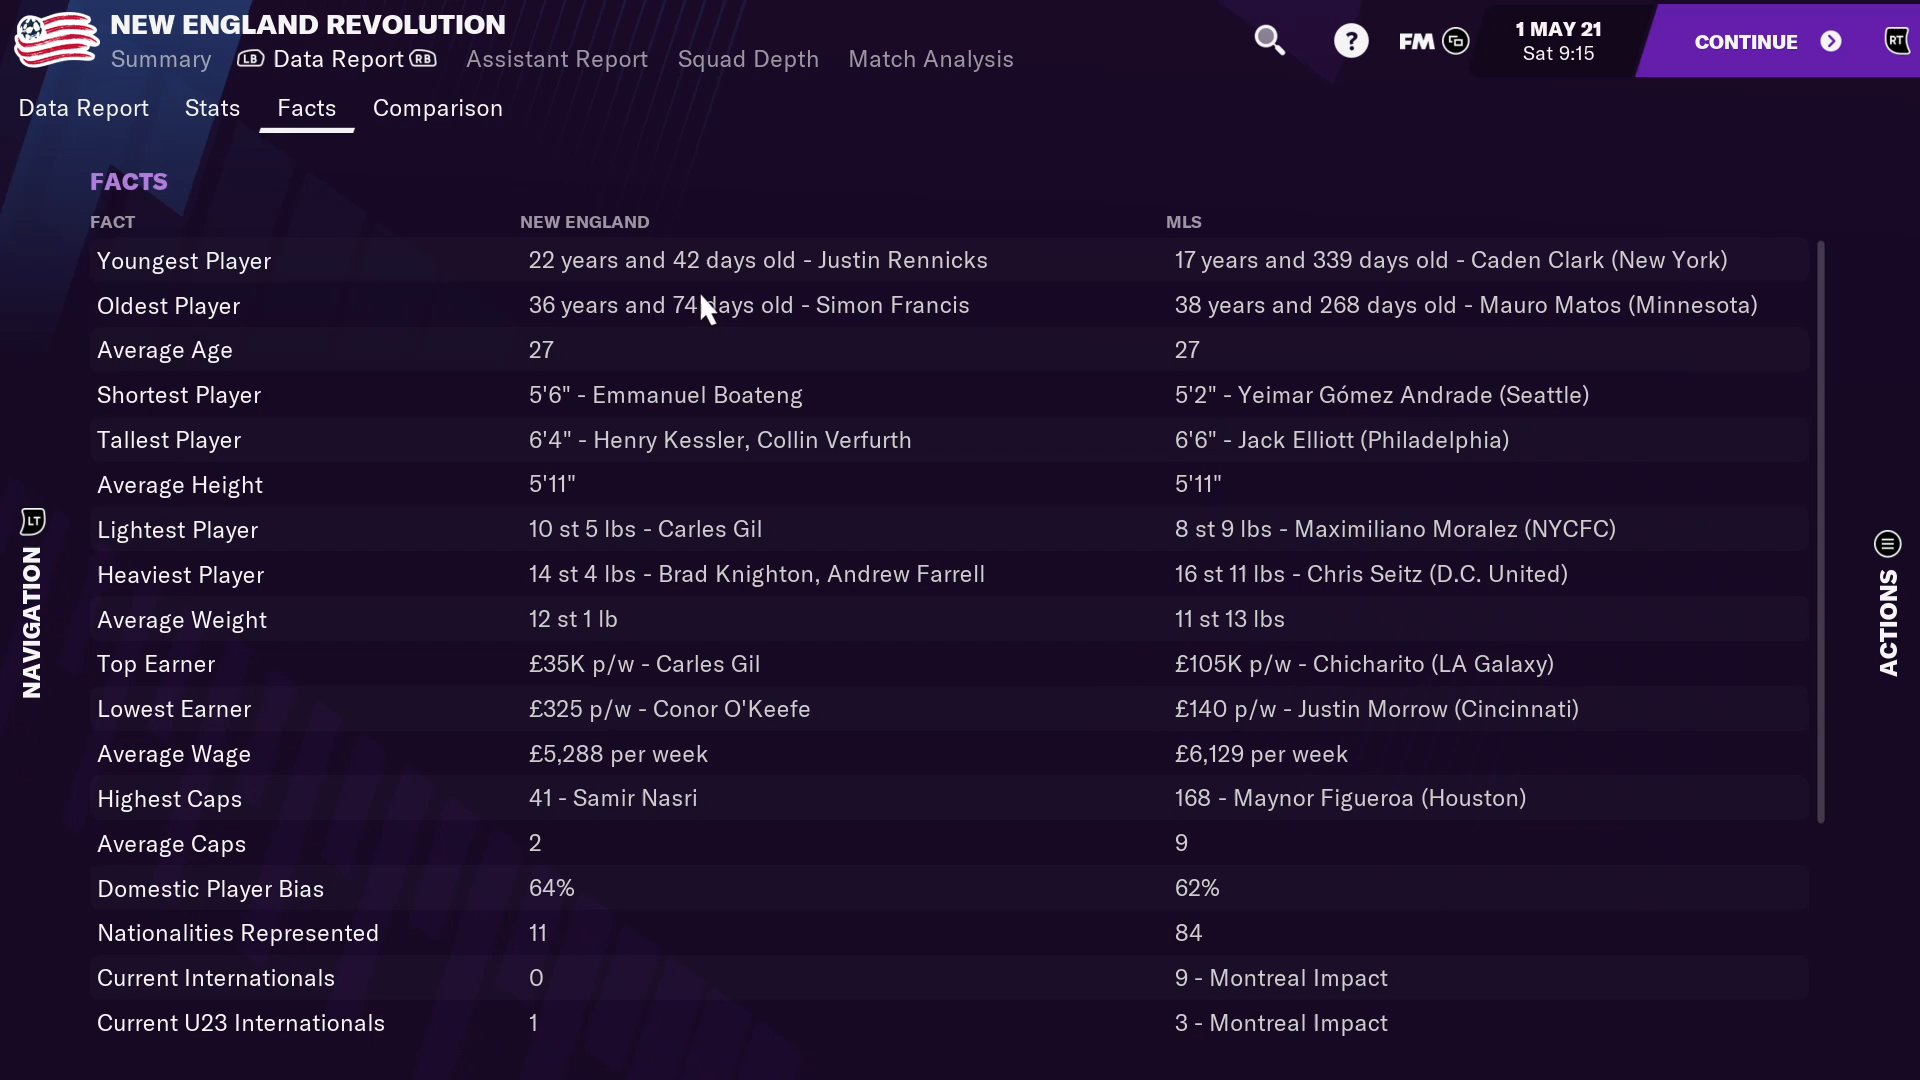 NEW ENGLAND REVOLUTION
Summary LB Data Report RB Assistant Report Squad Depth Match Analysis
? FM 1 MAY 21 CONTINUE RT
Sat 9:15
Data Report Stats Facts Comparison
FACTS
FACT NEW ENGLAND MLS
Youngest Player 22 years and 42 days old - Justin Rennicks 17 years and 339 days old - Caden Clark (New York)
Oldest Player 36 years and 74 days old - Simon Francis 38 years and 268 days old - Mauro Matos (Minnesota)
Average Age 27 27
Shortest Player 5'6" - Emmanuel Boateng 5'2" - Yeimar Gómez Andrade (Seattle)
Tallest Player 6'4" - Henry Kessler, Collin Verfurth 6'6" - Jack Elliott (Philadelphia)
Average Height 5'11" 5'11"
Lightest Player 10 st 5 lbs - Carles Gil 8 st 9 lbs - Maximiliano Moralez (NYCFC)
Heaviest Player 14 st 4 lbs - Brad Knighton, Andrew Farrell 16 st 11 lbs - Chris Seitz (D.C. United)
Average Weight 12 st 1 lb 11 st 13 lbs
Top Earner £35K p/w - Carles Gil £105K p/w - Chicharito (LA Galaxy)
Lowest Earner £325 p/w - Conor O'Keefe £140 p/w - Justin Morrow (Cincinnati)
Average Wage £5,288 per week £6,129 per week
Highest Caps 41 - Samir Nasri 168 - Maynor Figueroa (Houston)
Average Caps 2 9
Domestic Player Bias 64% 62%
Nationalities Represented 11 84
Current Internationals 0 9 - Montreal Impact
Current U23 Internationals 1 3 - Montreal Impact
LT NAVIGATION
ACTIONS